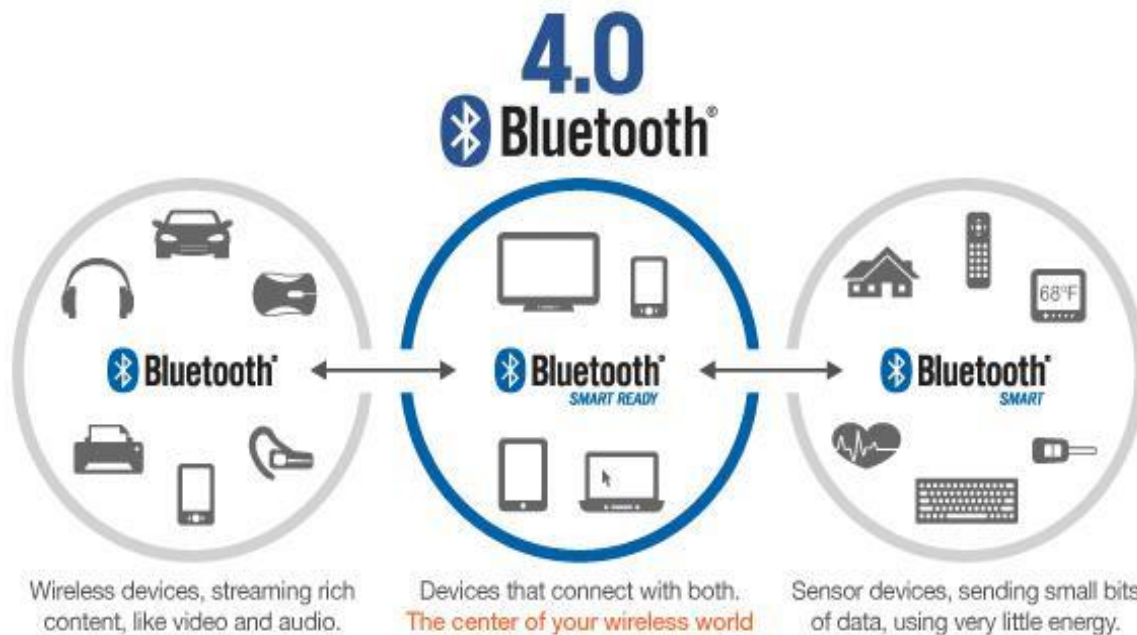 4.0
Bluetooth®
68°F
Bluetooth®
Bluetooth®
SMART READY
Bluetooth®
SMART
Wireless devices, streaming rich
content, like video and audio.
Devices that connect with both.
The center of your wireless world
Sensor devices, sending small bits
of data, using very little energy.